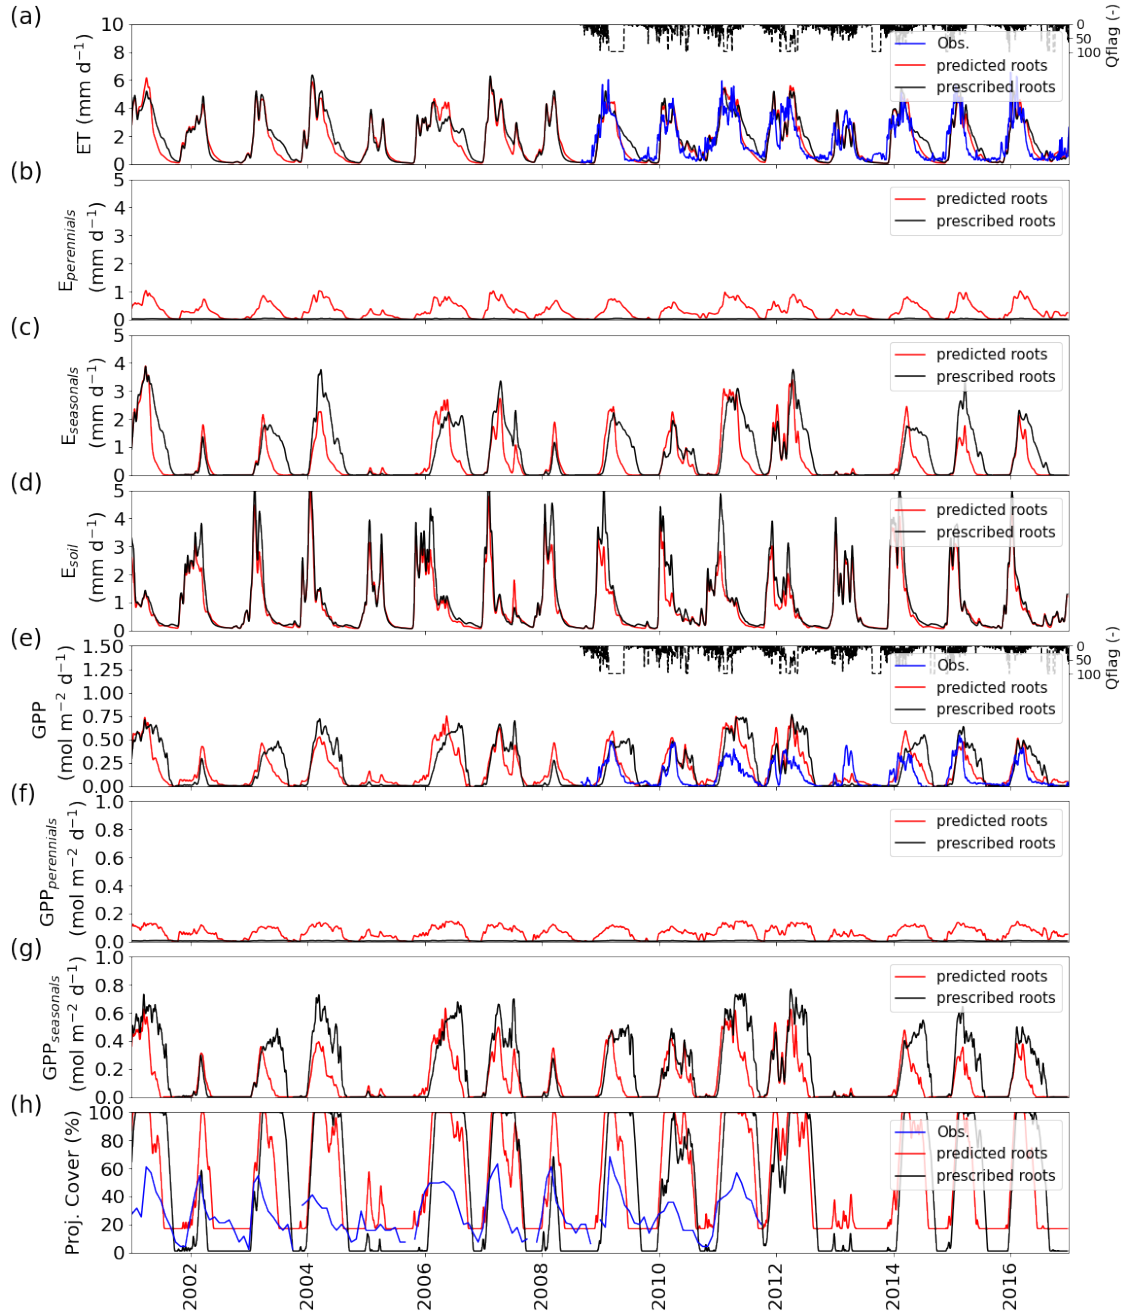 (a)
10
8
6
4
2
0
ET (mm d⁻¹)
0
50
100
Qflag (-)
Obs.
predicted roots
prescribed roots
(b)
5
4
3
2
1
0
E_perennials
(mm d⁻¹)
predicted roots
prescribed roots
(c)
5
4
3
2
1
0
E_seasonals
(mm d⁻¹)
predicted roots
prescribed roots
(d)
5
4
3
2
1
0
E_soil
(mm d⁻¹)
predicted roots
prescribed roots
(e)
1.50
1.25
1.00
0.75
0.50
0.25
0.00
GPP
(mol m⁻² d⁻¹)
0
50
100
Qflag (-)
Obs.
predicted roots
prescribed roots
(f)
1.0
0.8
0.6
0.4
0.2
0.0
GPP_perennials
(mol m⁻² d⁻¹)
predicted roots
prescribed roots
(g)
1.0
0.8
0.6
0.4
0.2
0.0
GPP_seasonals
(mol m⁻² d⁻¹)
predicted roots
prescribed roots
(h)
100
80
60
40
20
0
Proj. Cover (%)
Obs.
predicted roots
prescribed roots
2002
2004
2006
2008
2010
2012
2014
2016